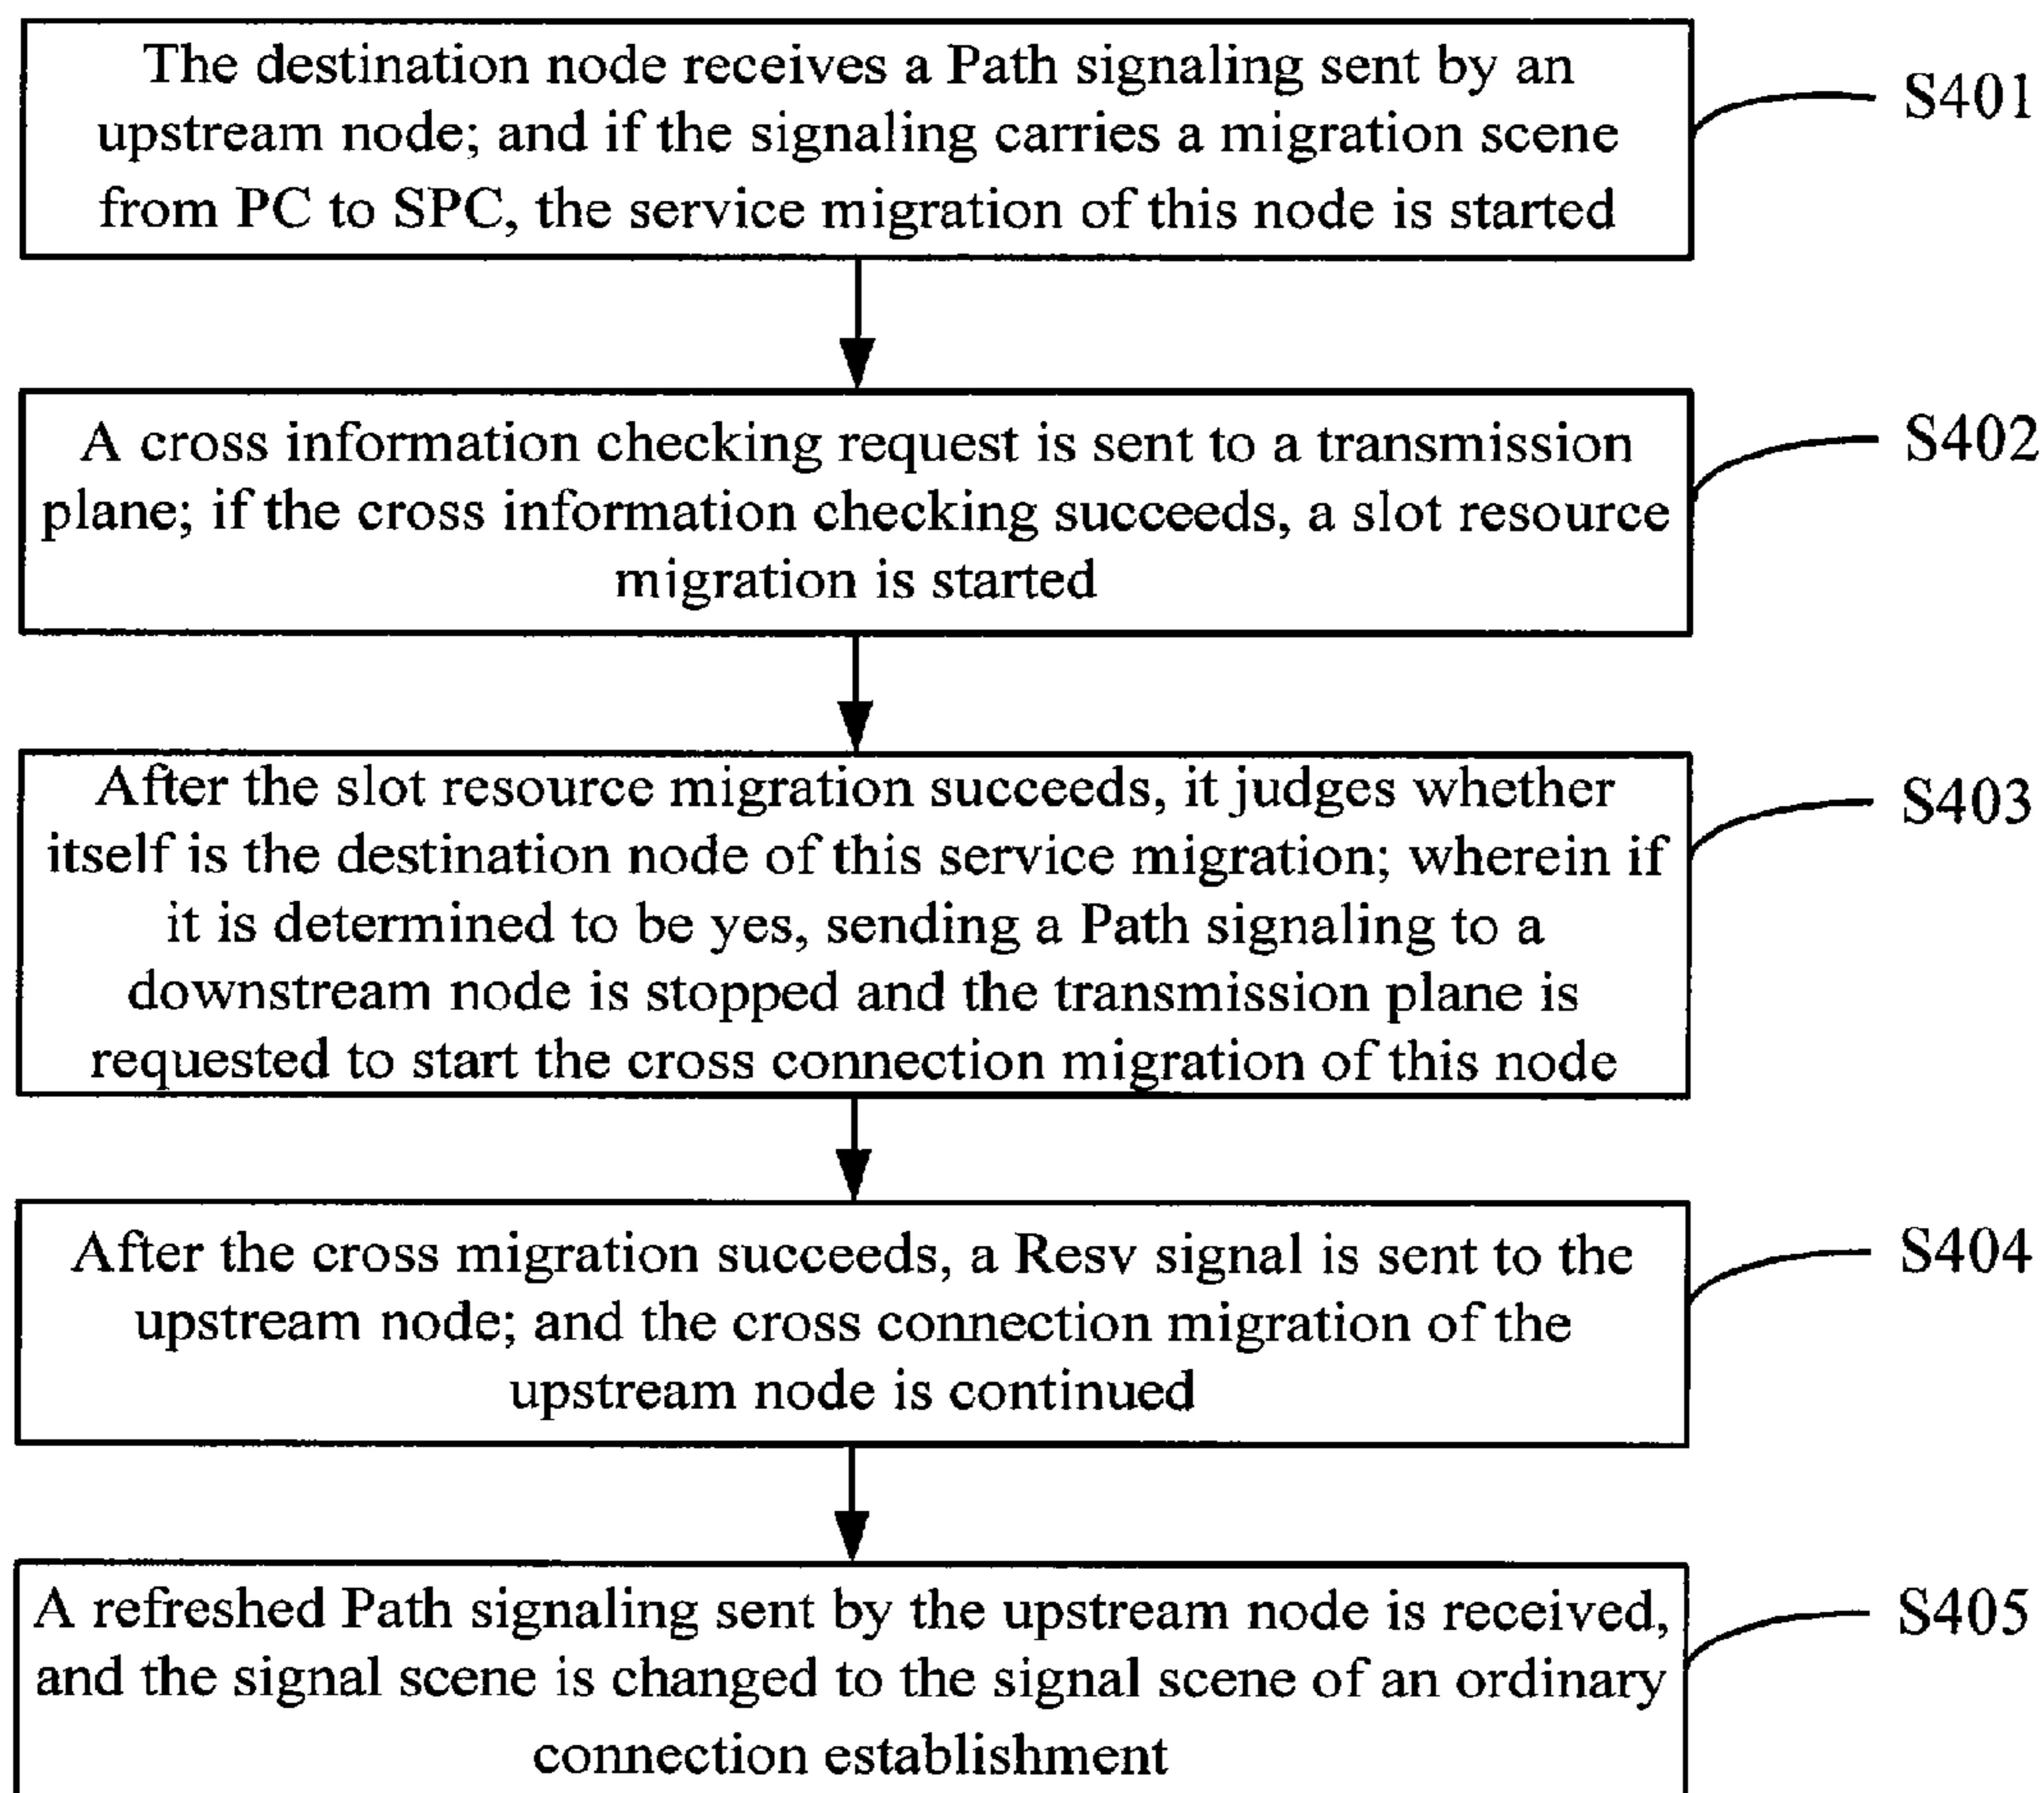 The destination node receives a Path signaling sent by an
upstream node; and if the signaling carries a migration scene
from PC to SPC, the service migration of this node is started
S401
A cross information checking request is sent to a transmission
plane; if the cross information checking succeeds, a slot resource
migration is started
S402
After the slot resource migration succeeds, it judges whether
itself is the destination node of this service migration; wherein if
it is determined to be yes, sending a Path signaling to a
downstream node is stopped and the transmission plane is
requested to start the cross connection migration of this node
S403
After the cross migration succeeds, a Resv signal is sent to the
upstream node; and the cross connection migration of the
upstream node is continued
S404
A refreshed Path signaling sent by the upstream node is received,
and the signal scene is changed to the signal scene of an ordinary
connection establishment
S405